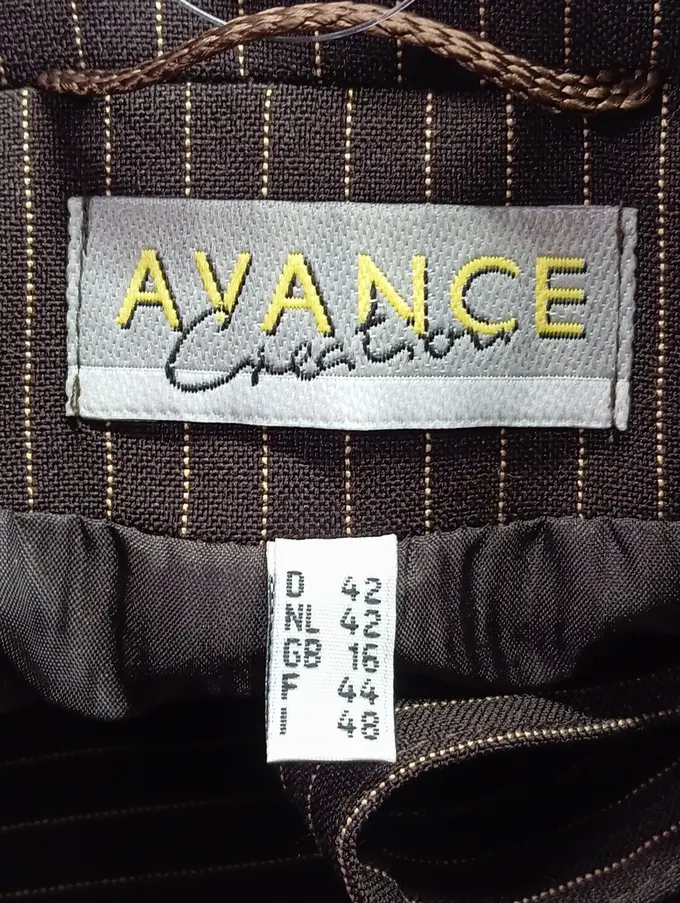 AVANCE
Creation
D 42
NL 42
GB 16
F 44
I 48